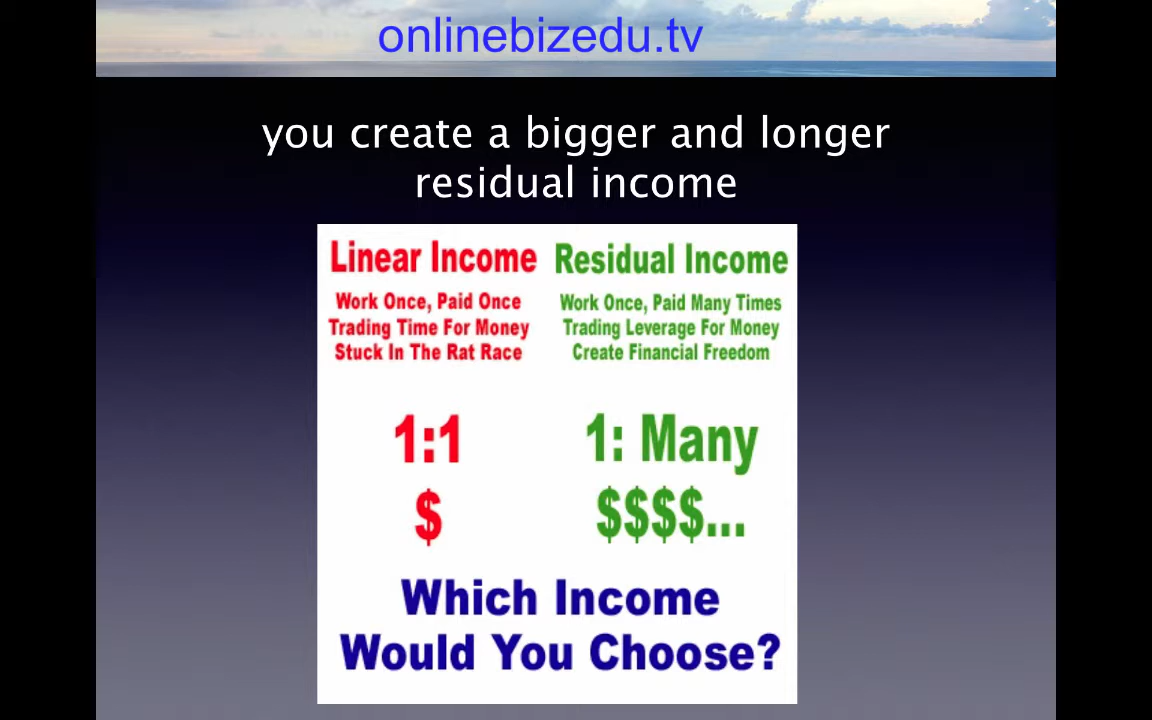 onlinebizedu.tv
you create a bigger and longer
residual income
Linear Income
Work Once, Paid Once
Trading Time For Money
Stuck In The Rat Race
1:1
$
Residual Income
Work Once, Paid Many Times
Trading Leverage For Money
Create Financial Freedom
1: Many
$$$$...
Which Income
Would You Choose?